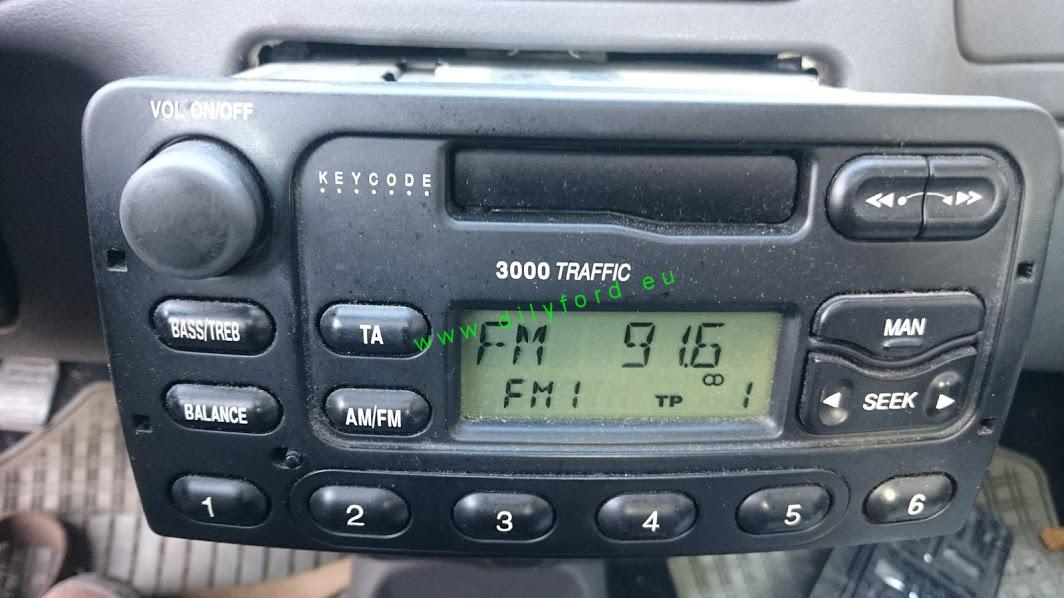 VOL ON/OFF
KEYCODE
3000 TRAFFIC
www.dilyford.eu
BASS/TREB
TA
FM 91.6
MAN
BALANCE
AM/FM
FM1 TP 1
SEEK
1 2 3 4 5 6